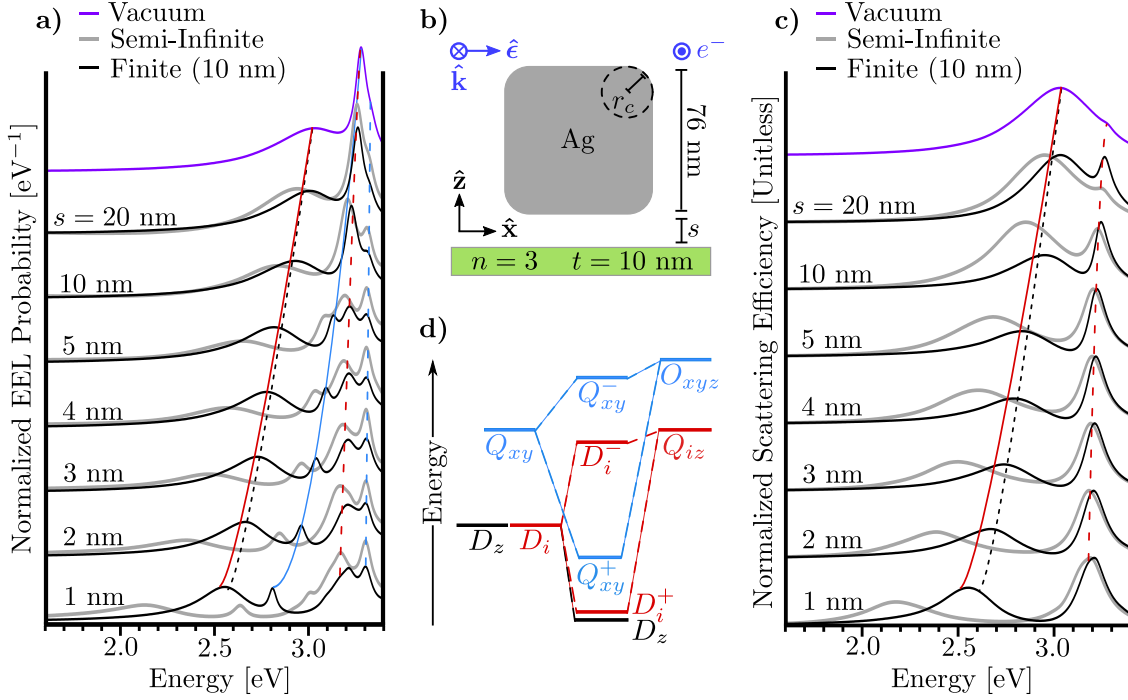 a)
Vacuum
Semi-Infinite
Finite (10 nm)
Normalized EEL Probability [eV⁻¹]
s = 20 nm
10 nm
5 nm
4 nm
3 nm
2 nm
1 nm
2.0 2.5 3.0
Energy [eV]
b)
k̂
ε̂
e⁻
r_c
Ag
76 nm
ẑ
x̂
s
n = 3 t = 10 nm
d)
Energy
O_xyz
Q⁻_xy
Q_xy
D⁻_i
Q_iz
D_z
D_i
Q⁺_xy
D⁺_i
D_z
c)
Vacuum
Semi-Infinite
Finite (10 nm)
Normalized Scattering Efficiency [Unitless]
s = 20 nm
10 nm
5 nm
4 nm
3 nm
2 nm
1 nm
2.0 2.5 3.0
Energy [eV]